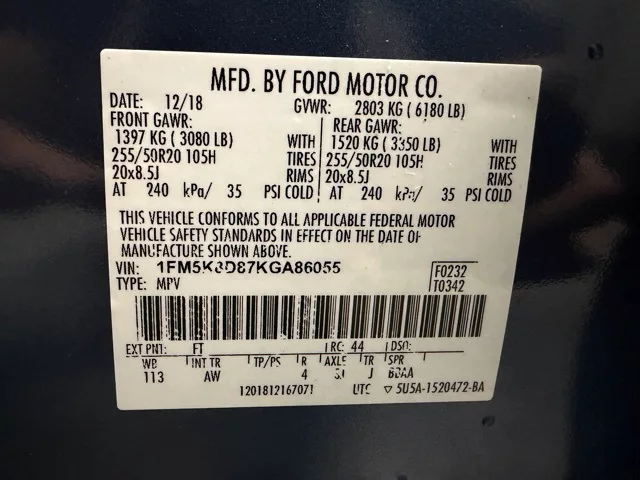 MFD. BY FORD MOTOR CO.
DATE: 12/18 GVWR: 2803 KG ( 6180 LB)
FRONT GAWR: REAR GAWR:
1397 KG ( 3080 LB) WITH 1520 KG ( 3350 LB) WITH
255/50R20 105H TIRES 255/50R20 105H TIRES
20x8.5J RIMS 20x8.5J RIMS
AT 240 kPa/ 35 PSI COLD AT 240 kPa/ 35 PSI COLD
THIS VEHICLE CONFORMS TO ALL APPLICABLE FEDERAL MOTOR
VEHICLE SAFETY STANDARDS IN EFFECT ON THE DATE OF
MANUFACTURE SHOWN ABOVE.
VIN: 1FM5K8D87KGA86055 F0232
TYPE: MPV T0342
EXT PNT: FT RC: 44 DSO:
WB INT TR TP/PS R AXLE TR SPR
113 AW 4 J
120181216707 UTC ▽ 5U5A-1520472-BA